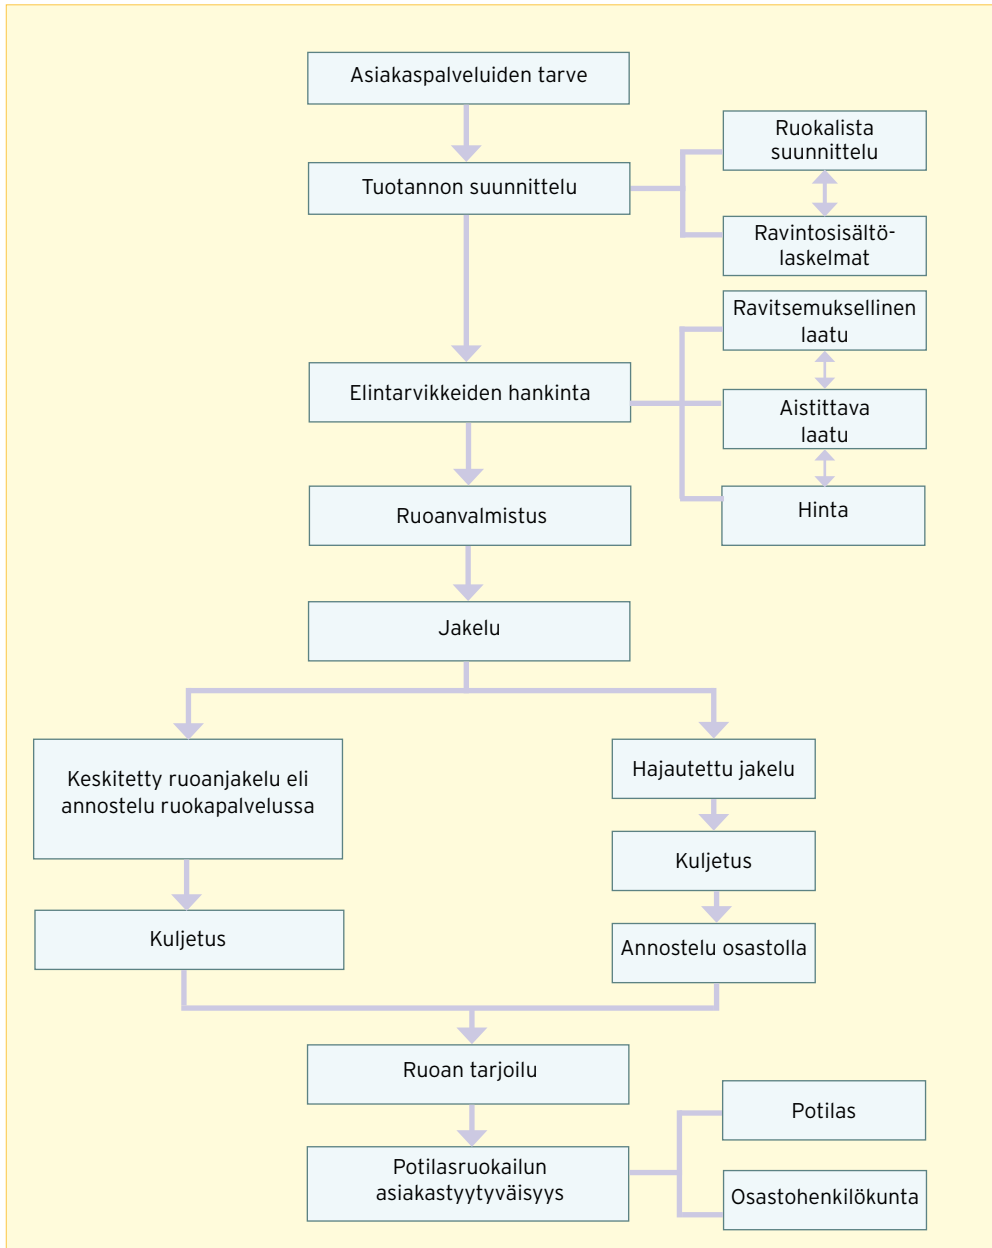 Asiakaspalveluiden tarve
Tuotannon suunnittelu
Ruokalista
suunnittelu
Ravintosisältö-
laskelmat
Elintarvikkeiden hankinta
Ravitsemuksellinen
laatu
Aistittava
laatu
Hinta
Ruoanvalmistus
Jakelu
Keskitetty ruoanjakelu eli
annostelu ruokapalvelussa
Kuljetus
Hajautettu jakelu
Kuljetus
Annostelu osastolla
Ruoan tarjoilu
Potilasruokailun
asiakastyytyväisyys
Potilas
Osastohenkilökunta